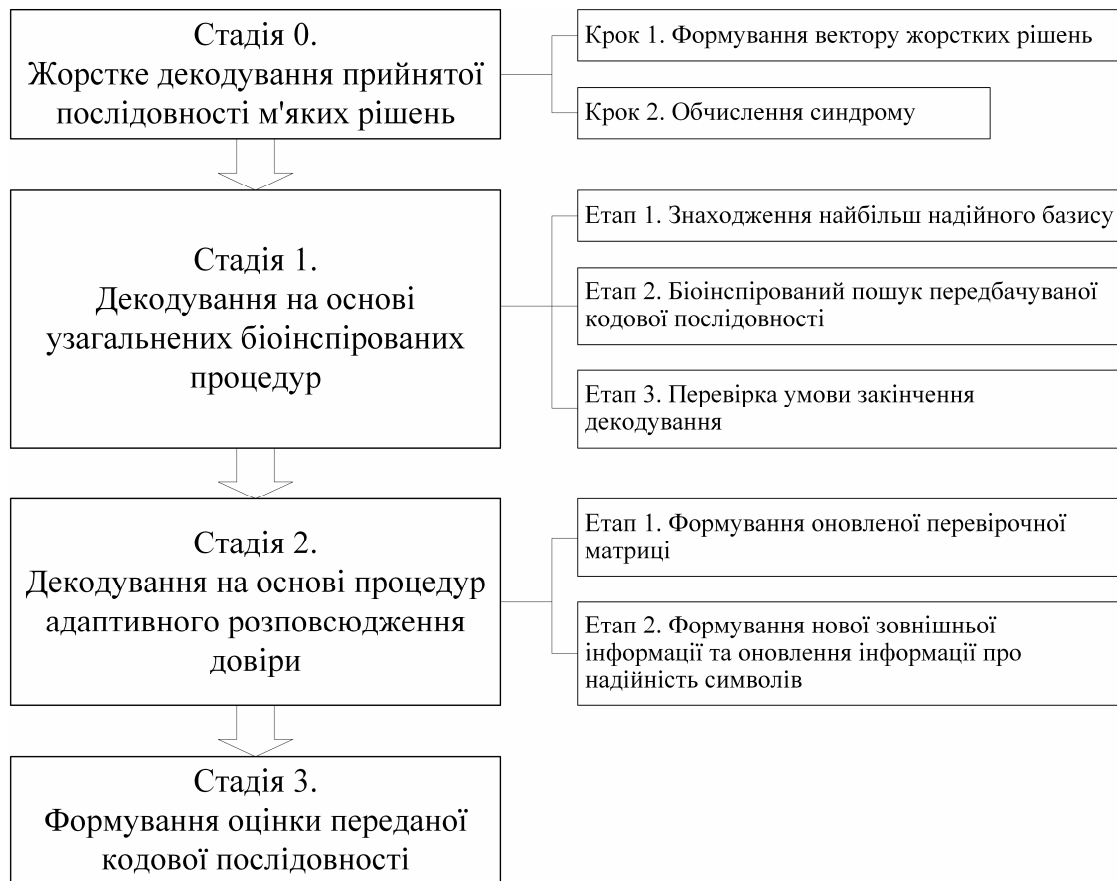 Стадія 0.
Жорстке декодування прийнятої
послідовності м'яких рішень
Крок 1. Формування вектору жорстких рішень
Крок 2. Обчислення синдрому
Стадія 1.
Декодування на основі
узагальнених біоінспірованих
процедур
Етап 1. Знаходження найбільш надійного базису
Етап 2. Біоінспірований пошук передбачуваної
кодової послідовності
Етап 3. Перевірка умови закінчення
декодування
Стадія 2.
Декодування на основі процедур
адаптивного розповсюдження
довіри
Етап 1. Формування оновленої перевірочної
матриці
Етап 2. Формування нової зовнішньої
інформації та оновлення інформації про
надійність символів
Стадія 3.
Формування оцінки переданої
кодової послідовності